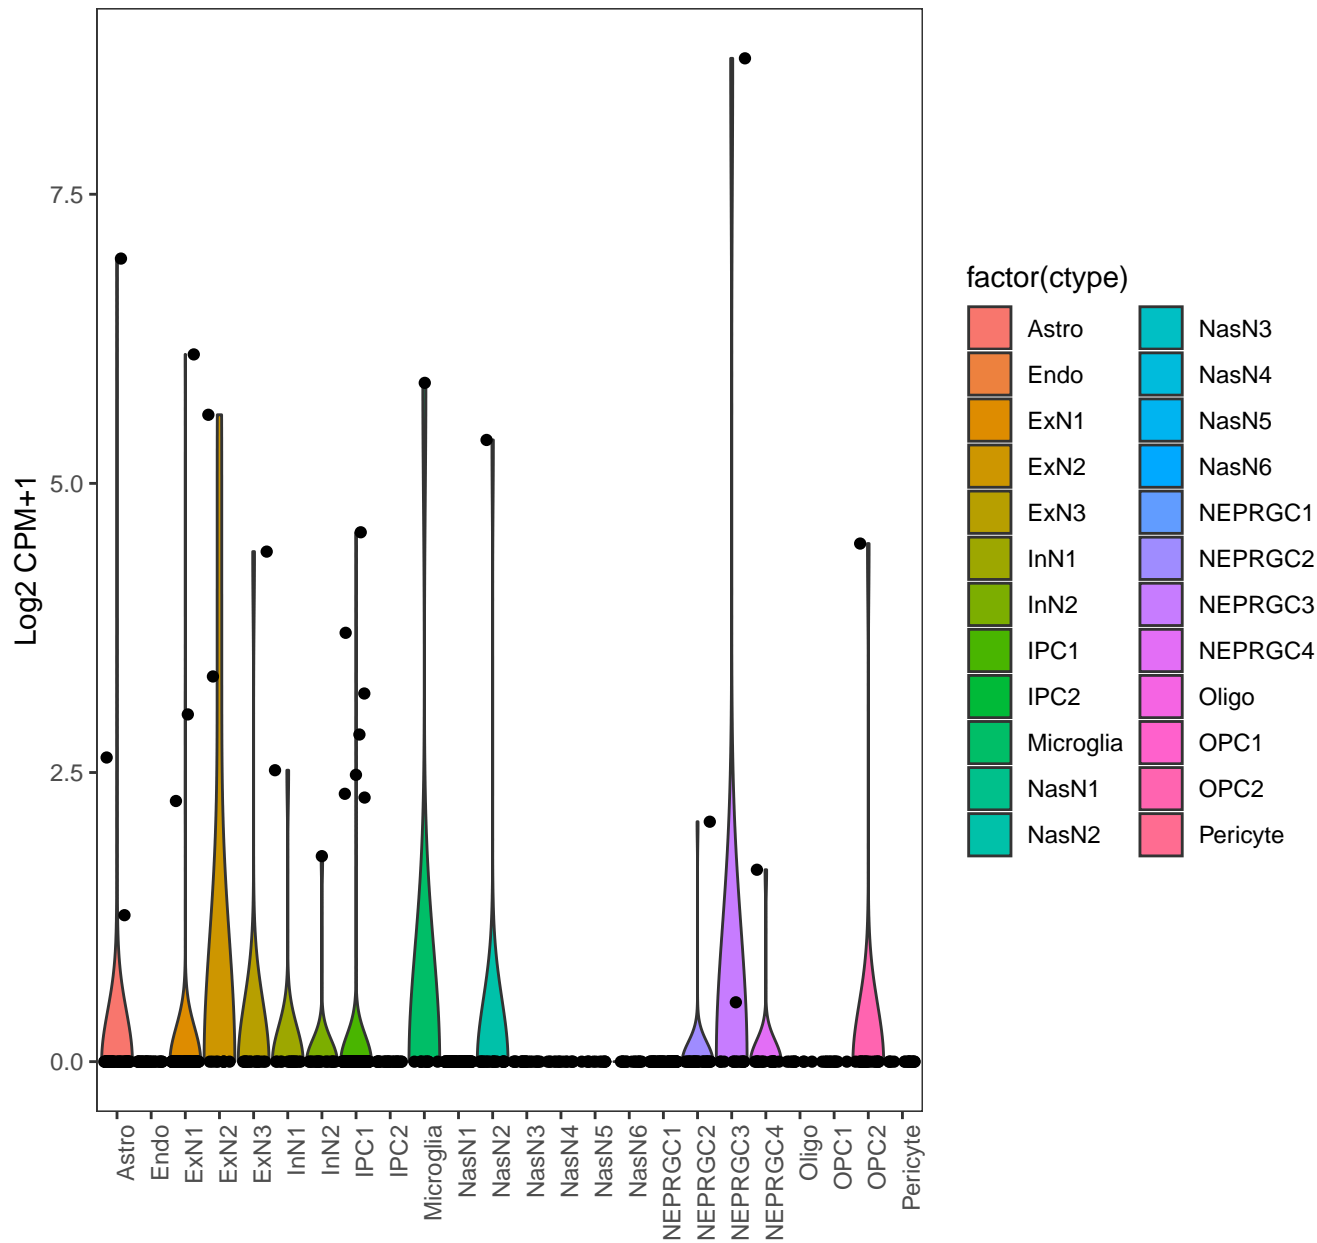 Log2 CPM+1
7.5
5.0
2.5
0.0
Astro
Endo
ExN1
ExN2
ExN3
InN1
InN2
IPC1
IPC2
Microglia
NasN1
NasN2
NasN3
NasN4
NasN5
NasN6
NEPRGC1
NEPRGC2
NEPRGC3
NEPRGC4
Oligo
OPC1
OPC2
Pericyte
factor(ctype)
Astro
Endo
ExN1
ExN2
ExN3
InN1
InN2
IPC1
IPC2
Microglia
NasN1
NasN2
NasN3
NasN4
NasN5
NasN6
NEPRGC1
NEPRGC2
NEPRGC3
NEPRGC4
Oligo
OPC1
OPC2
Pericyte